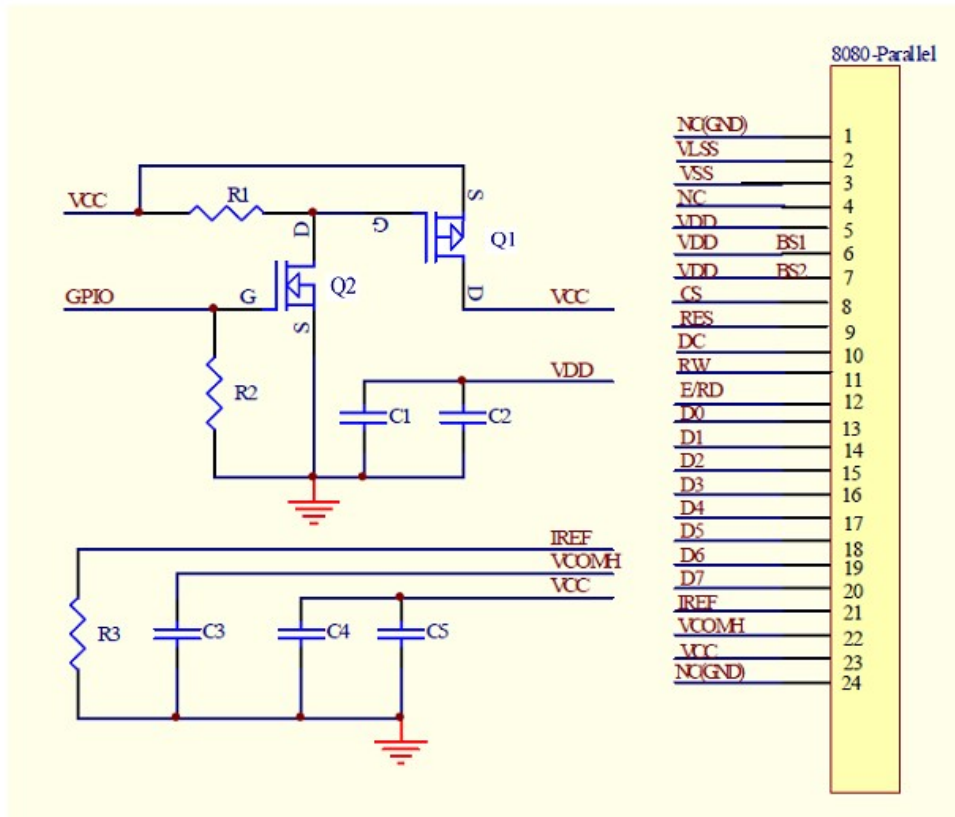 8080-Parallel
VCC
R1
D
G
S
Q1
D
VCC
GPIO
G
Q2
S
R2
VDD
C1
C2
IREF
VCOMH
VCC
R3
C3
C4
C5
NC(GND) 1
VLSS 2
VSS 3
NC 4
VDD 5
VDD BS1 6
VDD BS2 7
CS 8
RES 9
DC 10
RW 11
E/RD 12
D0 13
D1 14
D2 15
D3 16
D4 17
D5 18
D6 19
D7 20
IREF 21
VCOMH 22
VCC 23
NC(GND) 24